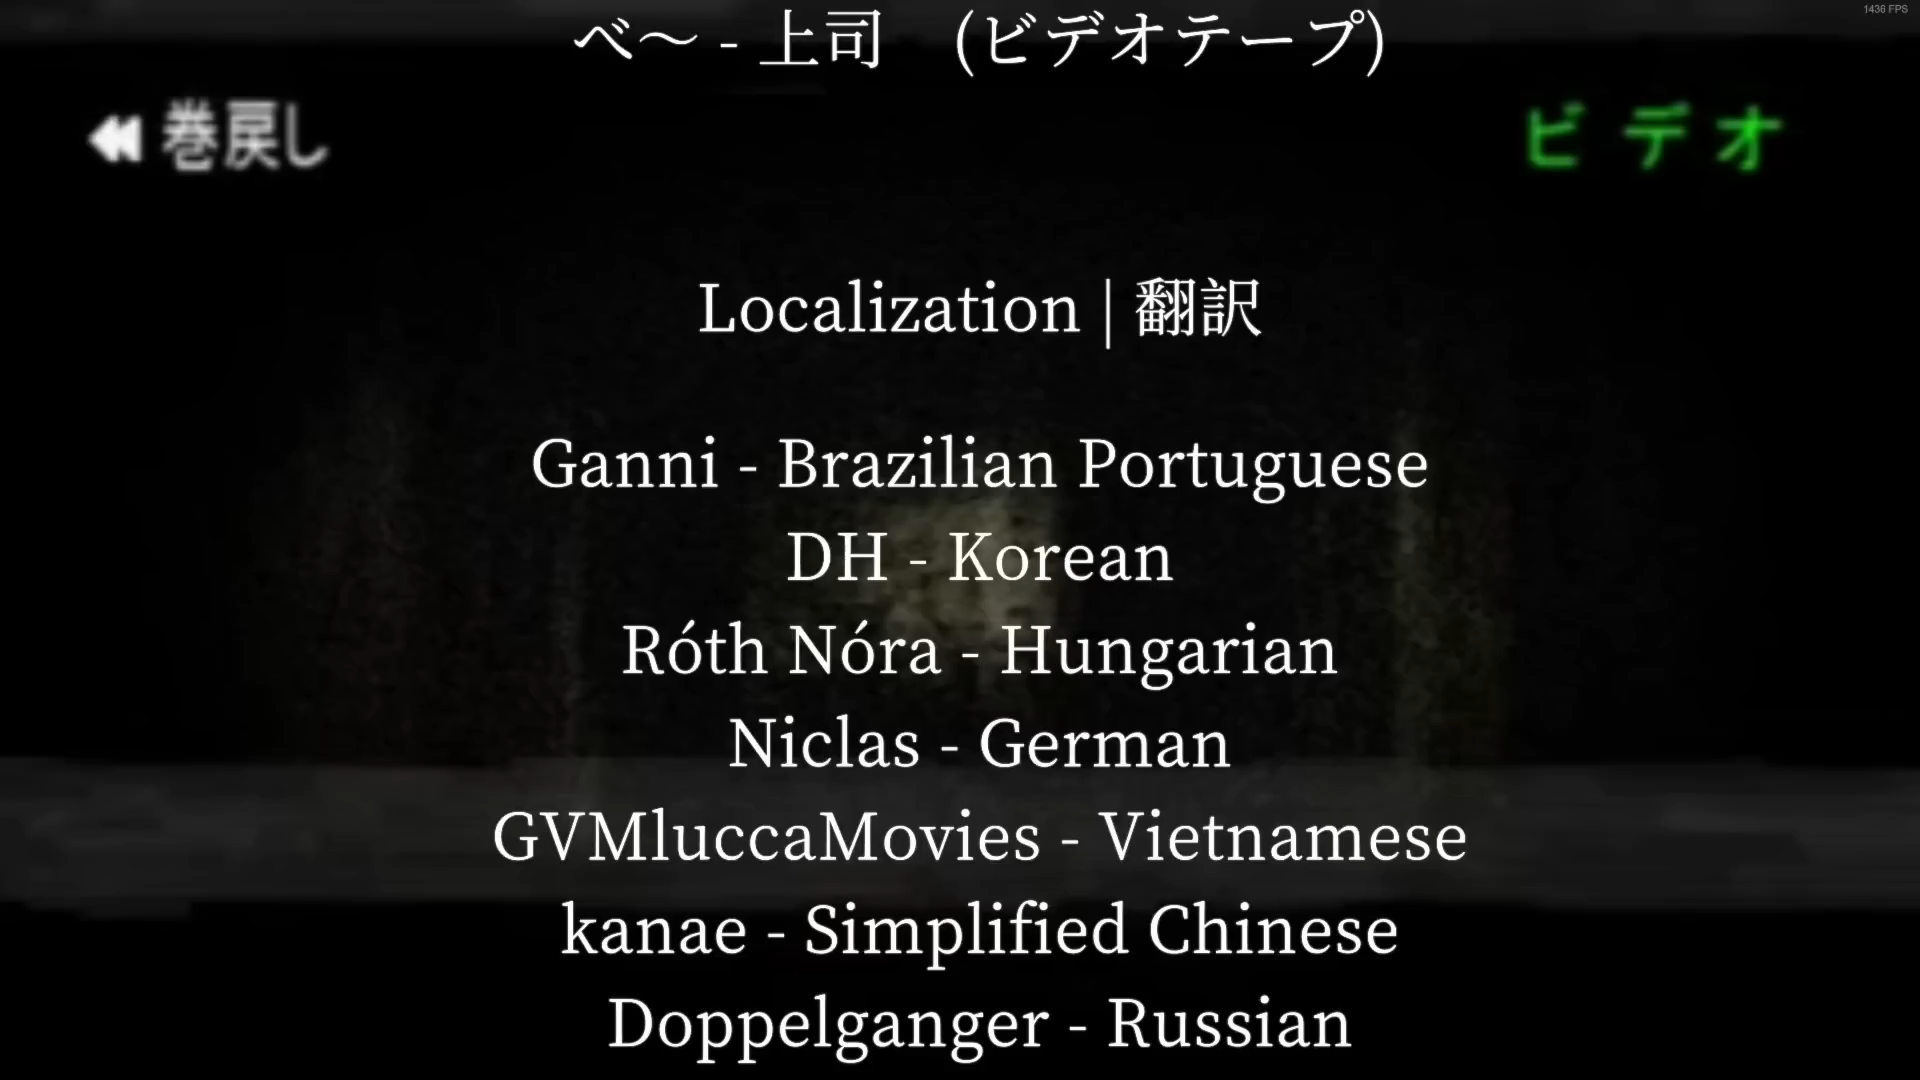 1436 FPS
べ〜 - 上司　(ビデオテープ)
巻戻し
ビデオ
Localization | 翻訳
Ganni - Brazilian Portuguese
DH - Korean
Róth Nóra - Hungarian
Niclas - German
GVMluccaMovies - Vietnamese
kanae - Simplified Chinese
Doppelganger - Russian